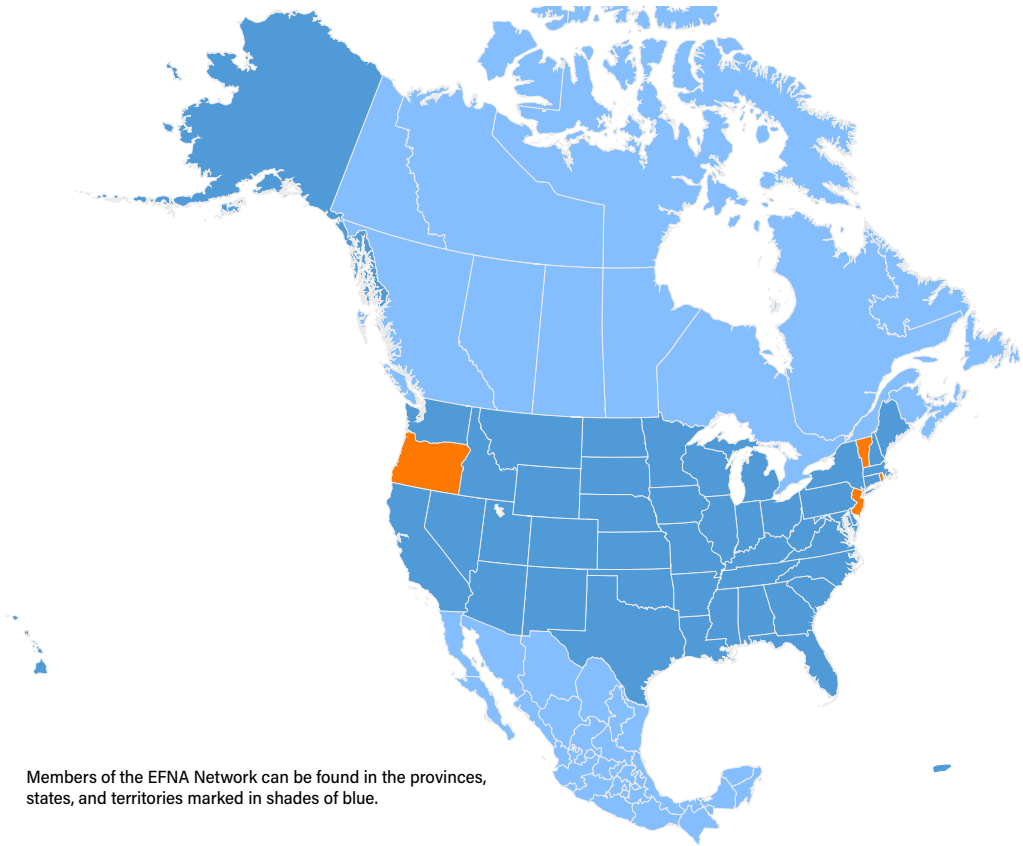 Members of the EFNA Network can be found in the provinces,
states, and territories marked in shades of blue.